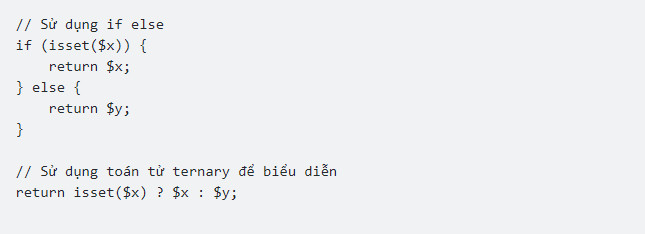 // Sử dụng if else
if (isset($x)) {
    return $x;
} else {
    return $y;
}

// Sử dụng toán tử ternary để biểu diễn
return isset($x) ? $x : $y;